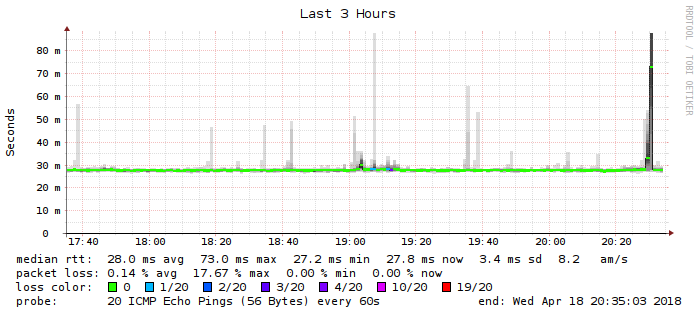 Last 3 Hours
RRDTOOL / TOBI OETIKER
Seconds
80 m
70 m
60 m
50 m
40 m
30 m
20 m
10 m
0
17:40 18:00 18:20 18:40 19:00 19:20 19:40 20:00 20:20
median rtt: 28.0 ms avg 73.0 ms max 27.2 ms min 27.8 ms now 3.4 ms sd 8.2 am/s
packet loss: 0.14 % avg 17.67 % max 0.00 % min 0.00 % now
loss color: 0 1/20 2/20 3/20 4/20 10/20 19/20
probe: 20 ICMP Echo Pings (56 Bytes) every 60s end: Wed Apr 18 20:35:03 2018